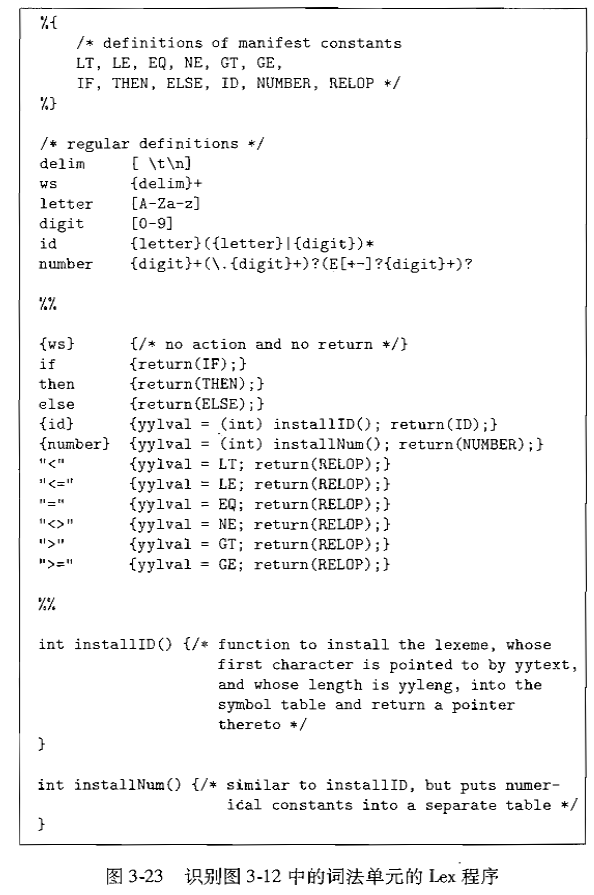 %{
    /* definitions of manifest constants
    LT, LE, EQ, NE, GT, GE,
    IF, THEN, ELSE, ID, NUMBER, RELOP */
%}
/* regular definitions */
delim     [ \t\n]
ws        {delim}+
letter    [A-Za-z]
digit     [0-9]
id        {letter}({letter}|{digit})*
number    {digit}+(\.{digit}+)?(E[+-]?{digit}+)?
%%
{ws}      {/* no action and no return */}
if        {return(IF);}
then      {return(THEN);}
else      {return(ELSE);}
{id}      {yylval = (int) installID(); return(ID);}
{number}  {yylval = (int) installNum(); return(NUMBER);}
"<"       {yylval = LT; return(RELOP);}
"<="      {yylval = LE; return(RELOP);}
"="       {yylval = EQ; return(RELOP);}
"<>"      {yylval = NE; return(RELOP);}
">"       {yylval = GT; return(RELOP);}
">="      {yylval = GE; return(RELOP);}
%%
int installID() {/* function to install the lexeme, whose
                    first character is pointed to by yytext,
                    and whose length is yyleng, into the
                    symbol table and return a pointer
                    thereto */
}
int installNum() {/* similar to installID, but puts numer-
                     ical constants into a separate table */
}
图 3-23 识别图 3-12 中的词法单元的 Lex 程序